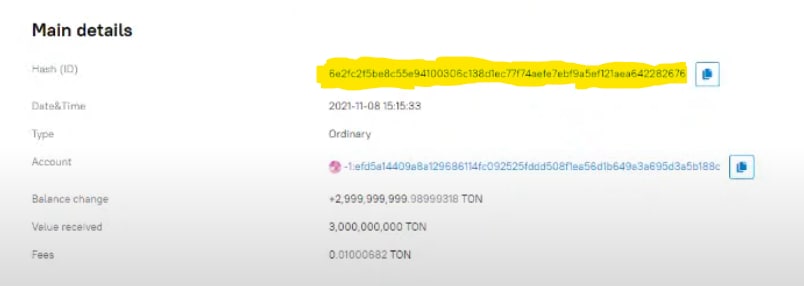 Main details
Hash (ID) 6e2fc2f5be8c55e94100306c138d1ec77f74aefe7ebf9a5ef121aea642282676
Date&Time 2021-11-08 15:15:33
Type Ordinary
Account -1:efd5a14409a8a129686114fc092525fddd508f1ea56d1b649e3a695d3a5b188c
Balance change +2,999,999,999.98999318 TON
Value received 3,000,000,000 TON
Fees 0.01000682 TON